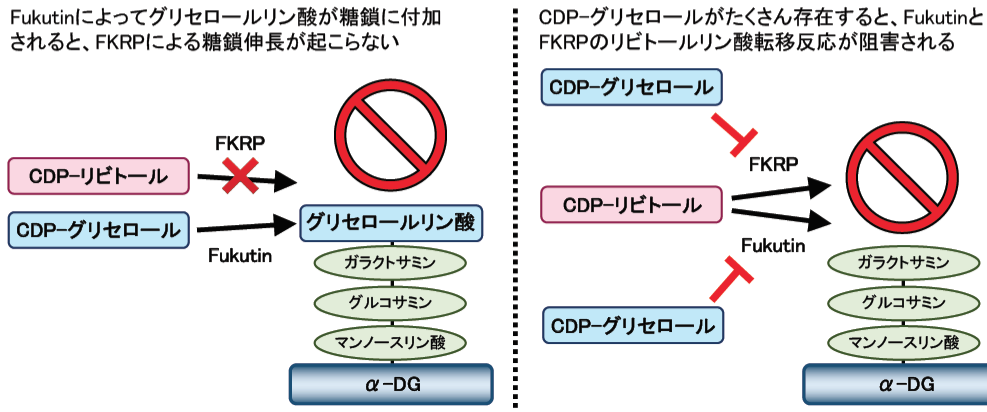 Fukutinによってグリセロールリン酸が糖鎖に付加
されると、FKRPによる糖鎖伸長が起こらない
FKRP
CDP-リビトール
CDP-グリセロール
Fukutin
グリセロールリン酸
ガラクトサミン
グルコサミン
マンノースリン酸
α-DG
CDP-グリセロールがたくさん存在すると、Fukutinと
FKRPのリビトールリン酸転移反応が阻害される
CDP-グリセロール
FKRP
CDP-リビトール
Fukutin
CDP-グリセロール
ガラクトサミン
グルコサミン
マンノースリン酸
α-DG